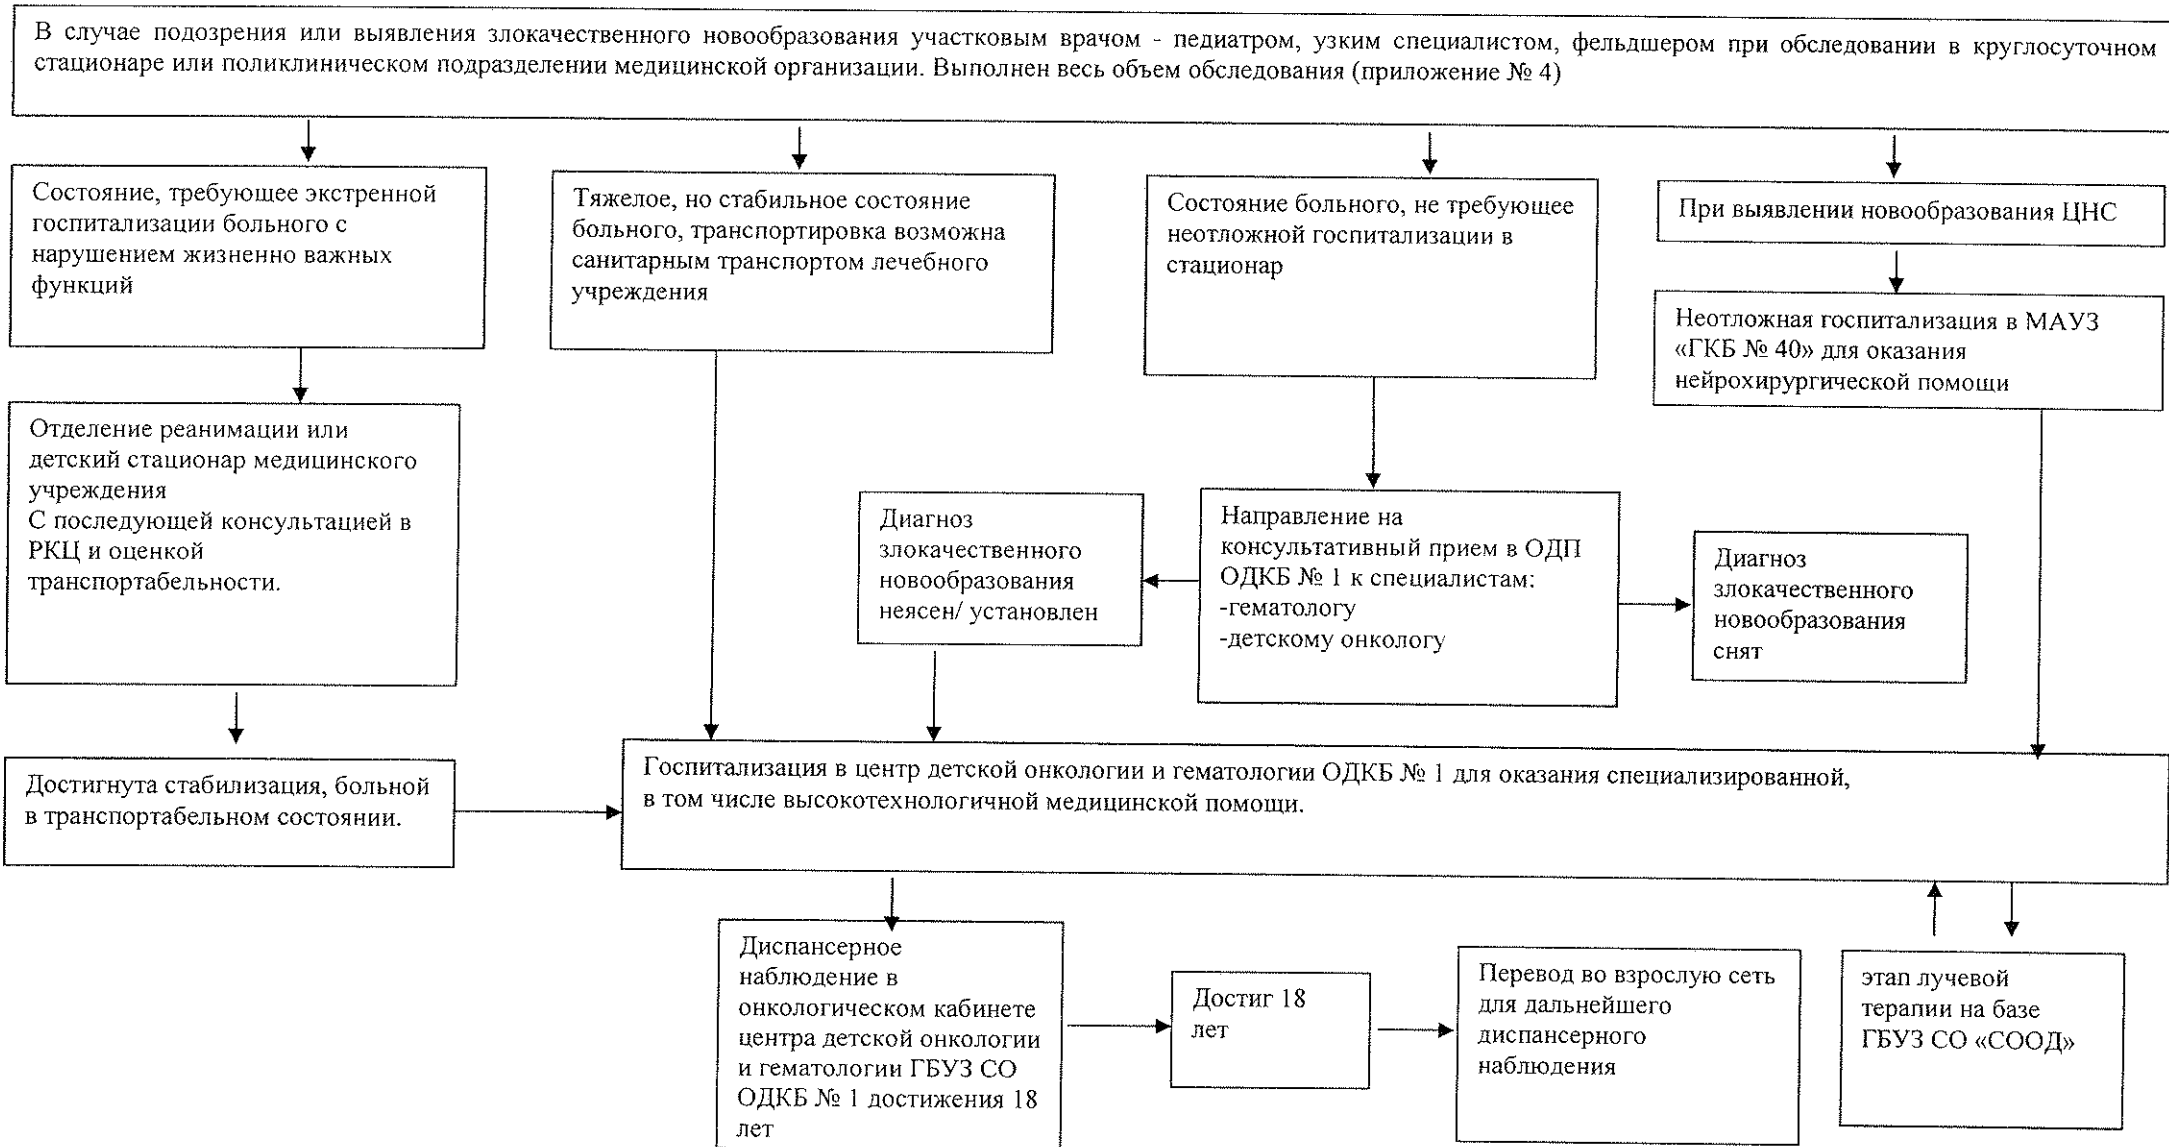 В случае подозрения или выявления злокачественного новообразования участковым врачом - педиатром, узким специалистом, фельдшером при обследовании в круглосуточном
стационаре или поликлиническом подразделении медицинской организации. Выполнен весь объем обследования (приложение № 4)
Состояние, требующее экстренной
госпитализации больного с
нарушением жизненно важных
функций
Тяжелое, но стабильное состояние
больного, транспортировка возможна
санитарным транспортом лечебного
учреждения
Состояние больного, не требующее
неотложной госпитализации в
стационар
При выявлении новообразования ЦНС
Неотложная госпитализация в МАУЗ
«ГКБ № 40» для оказания
нейрохирургической помощи
Отделение реанимации или
детский стационар медицинского
учреждения
С последующей консультацией в
РКЦ и оценкой
транспортабельности.
Диагноз
злокачественного
новообразования
неясен/ установлен
Направление на
консультативный прием в ОДП
ОДКБ № 1 к специалистам:
-гематологу
-детскому онкологу
Диагноз
злокачественного
новообразования
снят
Достигнута стабилизация, больной
в транспортабельном состоянии.
Госпитализация в центр детской онкологии и гематологии ОДКБ № 1 для оказания специализированной,
в том числе высокотехнологичной медицинской помощи.
Диспансерное
наблюдение в
онкологическом кабинете
центра детской онкологии
и гематологии ГБУЗ СО
ОДКБ № 1 достижения 18
лет
Достиг 18
лет
Перевод во взрослую сеть
для дальнейшего
диспансерного
наблюдения
этап лучевой
терапии на базе
ГБУЗ СО «СООД»